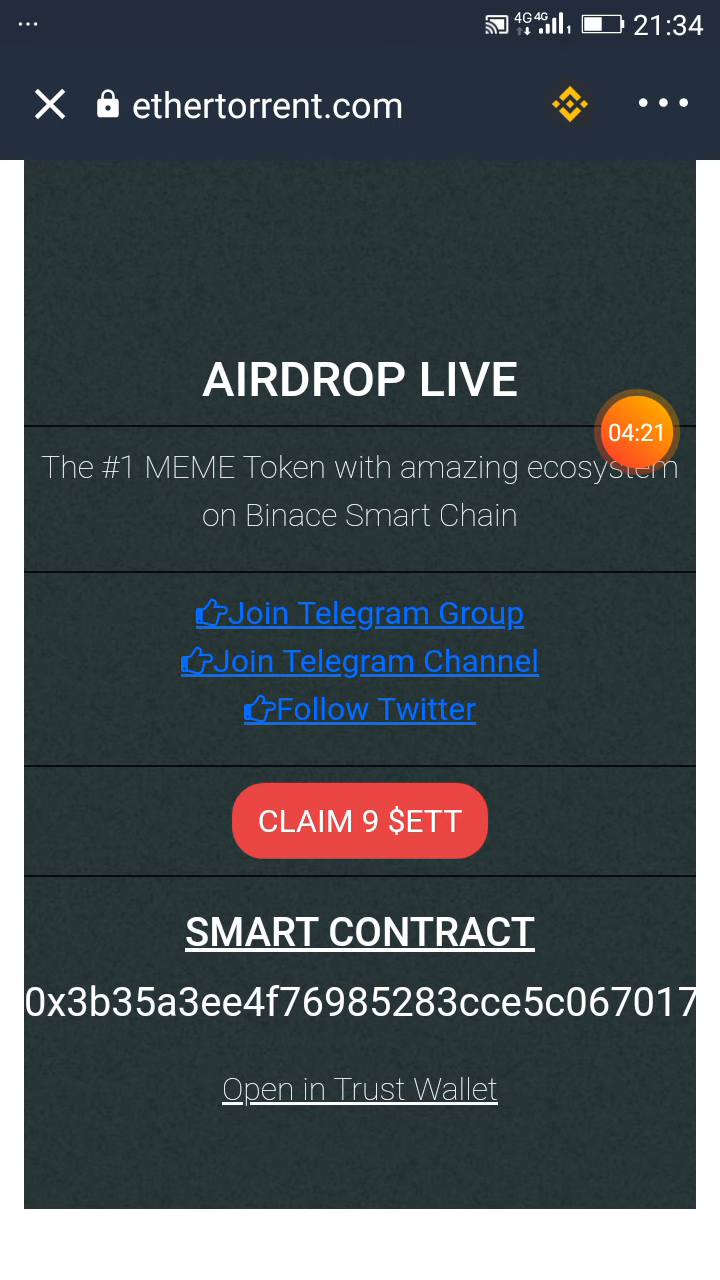 ...
4G 4G 1 21:34
ethertorrent.com
AIRDROP LIVE
04:21
The #1 MEME Token with amazing ecosystem
on Binace Smart Chain
Join Telegram Group
Join Telegram Channel
Follow Twitter
CLAIM 9 $ETT
SMART CONTRACT
0x3b35a3ee4f76985283cce5c067017
Open in Trust Wallet